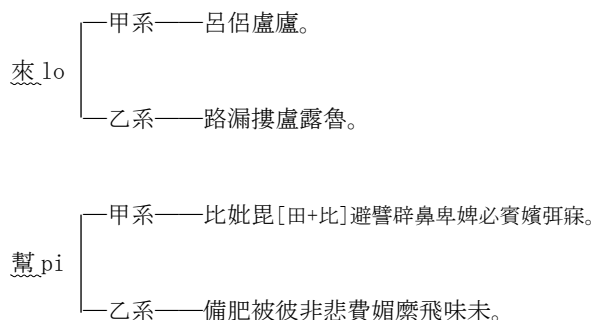 甲系——呂侶盧廬。
來 lo
乙系——路漏摟盧露魯。
甲系——比妣毘[田+比]避譬辟鼻卑婢必賓嬪弭寐。
幫 pi
乙系——備肥被彼非悲費媚縻飛味未。